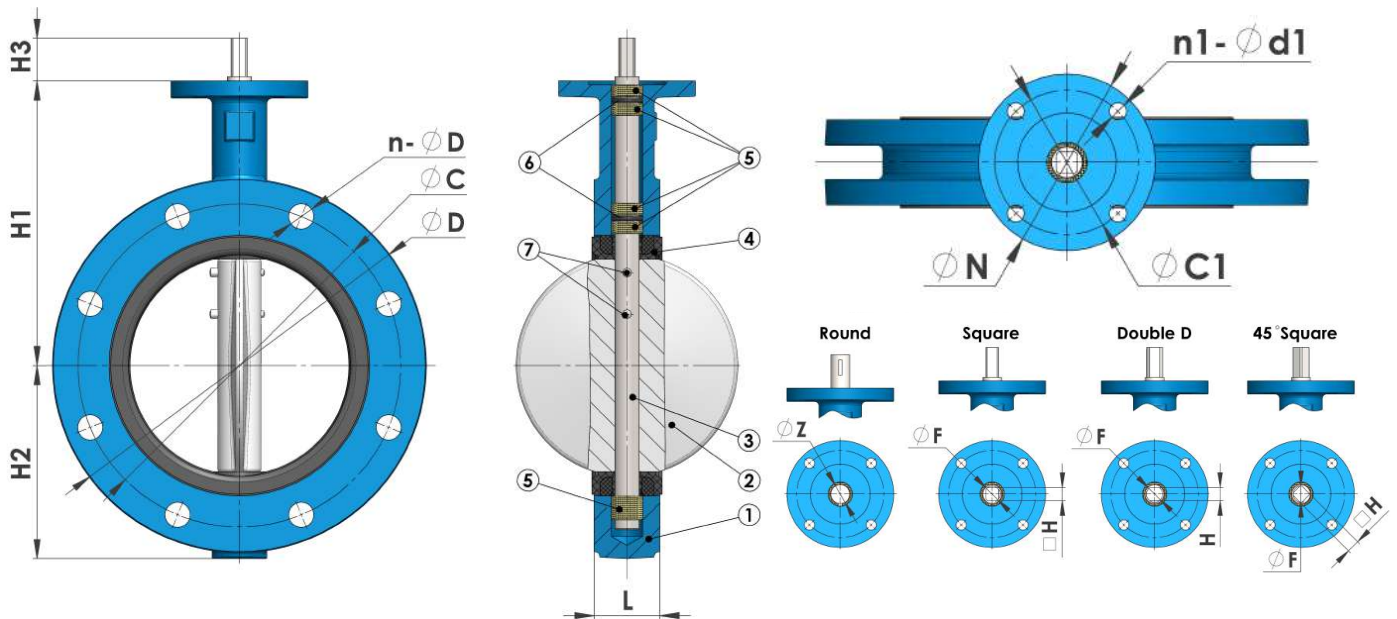 H3
H1
H2
n- ∅ D
∅ C
∅ D
6
5
7
4
3
2
5
1
L
n1- ∅ d1
∅ N
∅ C1
Round
Square
Double D
45°Square
∅ Z
∅ F
□ H
∅ F
H
∅ F
□ H